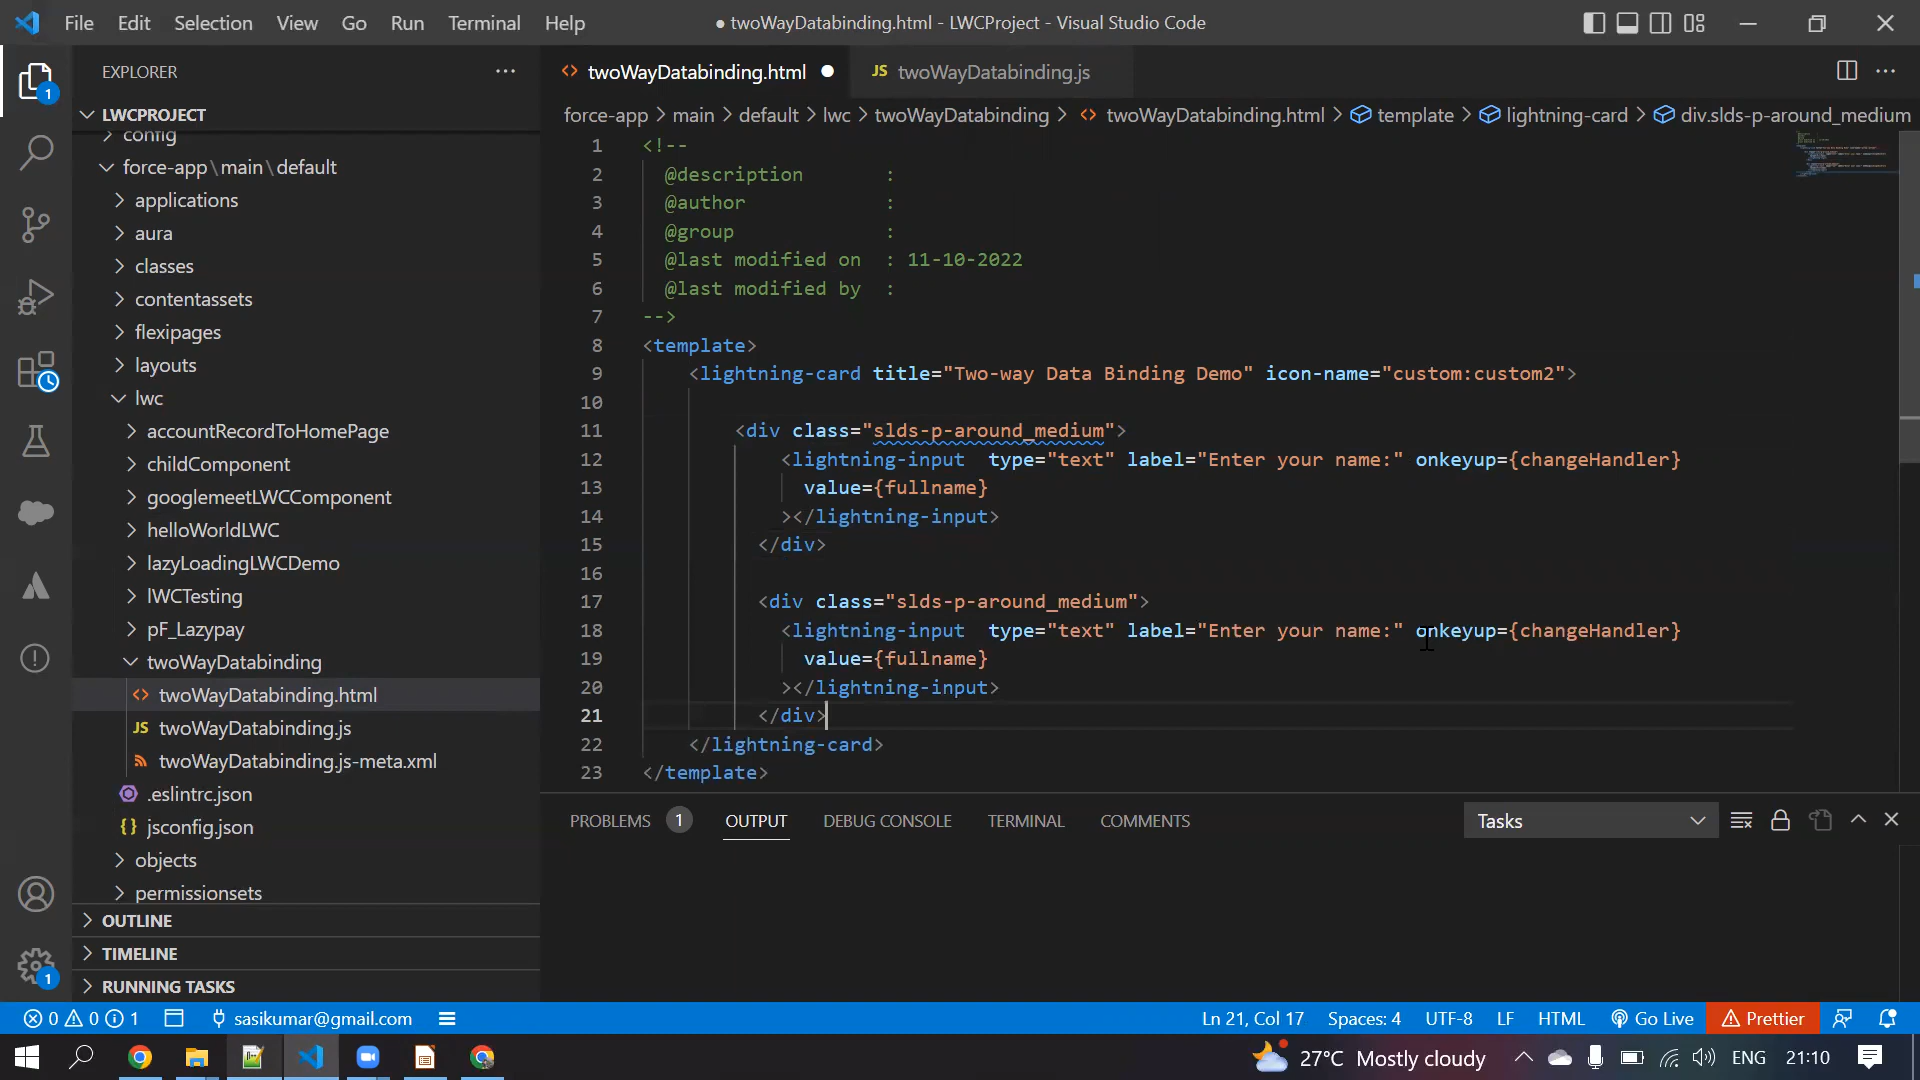 File Edit Selection View Go Run Terminal Help
● twoWayDatabinding.html - LWCProject - Visual Studio Code
EXPLORER
twoWayDatabinding.html ●
JS twoWayDatabinding.js
LWCPROJECT
force-app > main > default > lwc > twoWayDatabinding > twoWayDatabinding.html > template > lightning-card > div.slds-p-around_medium
config
force-app\main\default
applications
aura
classes
contentassets
flexipages
layouts
lwc
accountRecordToHomePage
childComponent
googlemeetLWCComponent
helloWorldLWC
lazyLoadingLWCDemo
lWCTesting
pF_Lazypay
twoWayDatabinding
twoWayDatabinding.html
JS twoWayDatabinding.js
twoWayDatabinding.js-meta.xml
.eslintrc.json
{} jsconfig.json
objects
permissionsets
OUTLINE
TIMELINE
RUNNING TASKS
1
1
1 <!--
2 @description :
3 @author :
4 @group :
5 @last modified on : 11-10-2022
6 @last modified by :
7 -->
8 <template>
9 <lightning-card title="Two-way Data Binding Demo" icon-name="custom:custom2">
10
11 <div class="slds-p-around_medium">
12 <lightning-input type="text" label="Enter your name:" onkeyup={changeHandler}
13 value={fullname}
14 ></lightning-input>
15 </div>
16
17 <div class="slds-p-around_medium">
18 <lightning-input type="text" label="Enter your name:" onkeyup={changeHandler}
19 value={fullname}
20 ></lightning-input>
21 </div>
22 </lightning-card>
23 </template>
PROBLEMS 1 OUTPUT DEBUG CONSOLE TERMINAL COMMENTS
Tasks
0 0 1 sasikumar@gmail.com
Ln 21, Col 17 Spaces: 4 UTF-8 LF HTML Go Live Prettier
27°C Mostly cloudy ENG 21:10